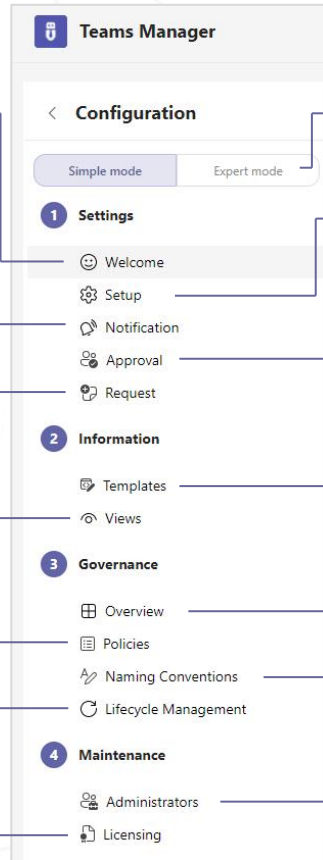 Teams Manager
< Configuration
Simple mode Expert mode
1 Settings
Welcome
Setup
Notification
Approval
Request
2 Information
Templates
Views
3 Governance
Overview
Policies
Naming Conventions
Lifecycle Management
4 Maintenance
Administrators
Licensing